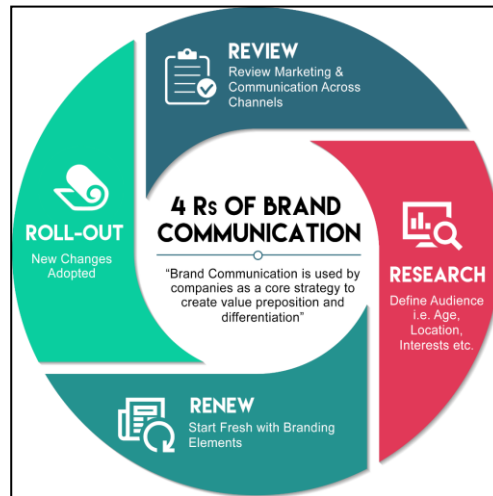 REVIEW
Review Marketing &
Communication Across
Channels
4 Rs OF BRAND
COMMUNICATION
“Brand Communication is used by
companies as a core strategy to
create value preposition and
differentiation”
RESEARCH
Define Audience
i.e. Age,
Location,
Interests etc.
RENEW
Start Fresh with Branding
Elements
ROLL-OUT
New Changes
Adopted